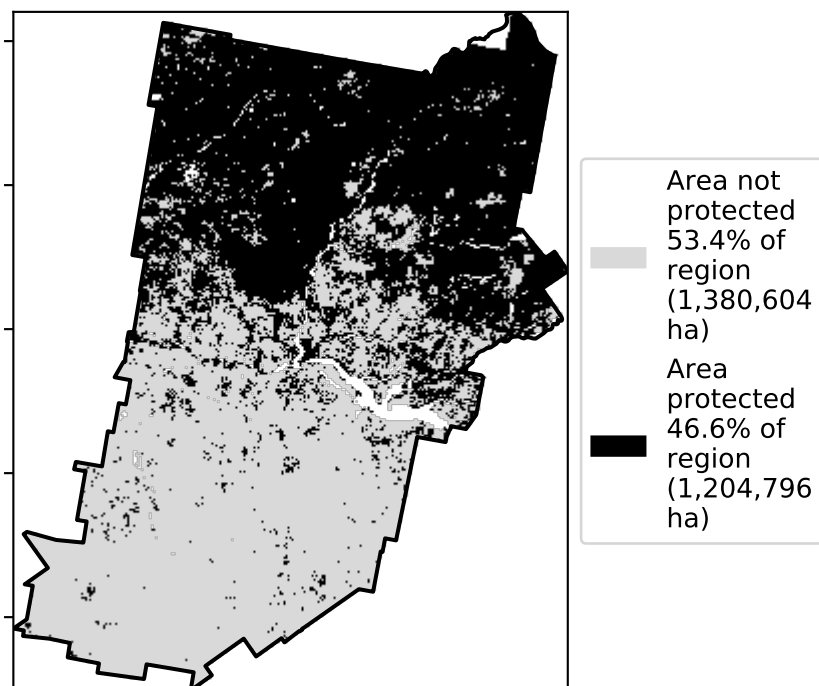 Area not
protected
53.4% of
region
(1,380,604
ha)
Area
protected
46.6% of
region
(1,204,796
ha)